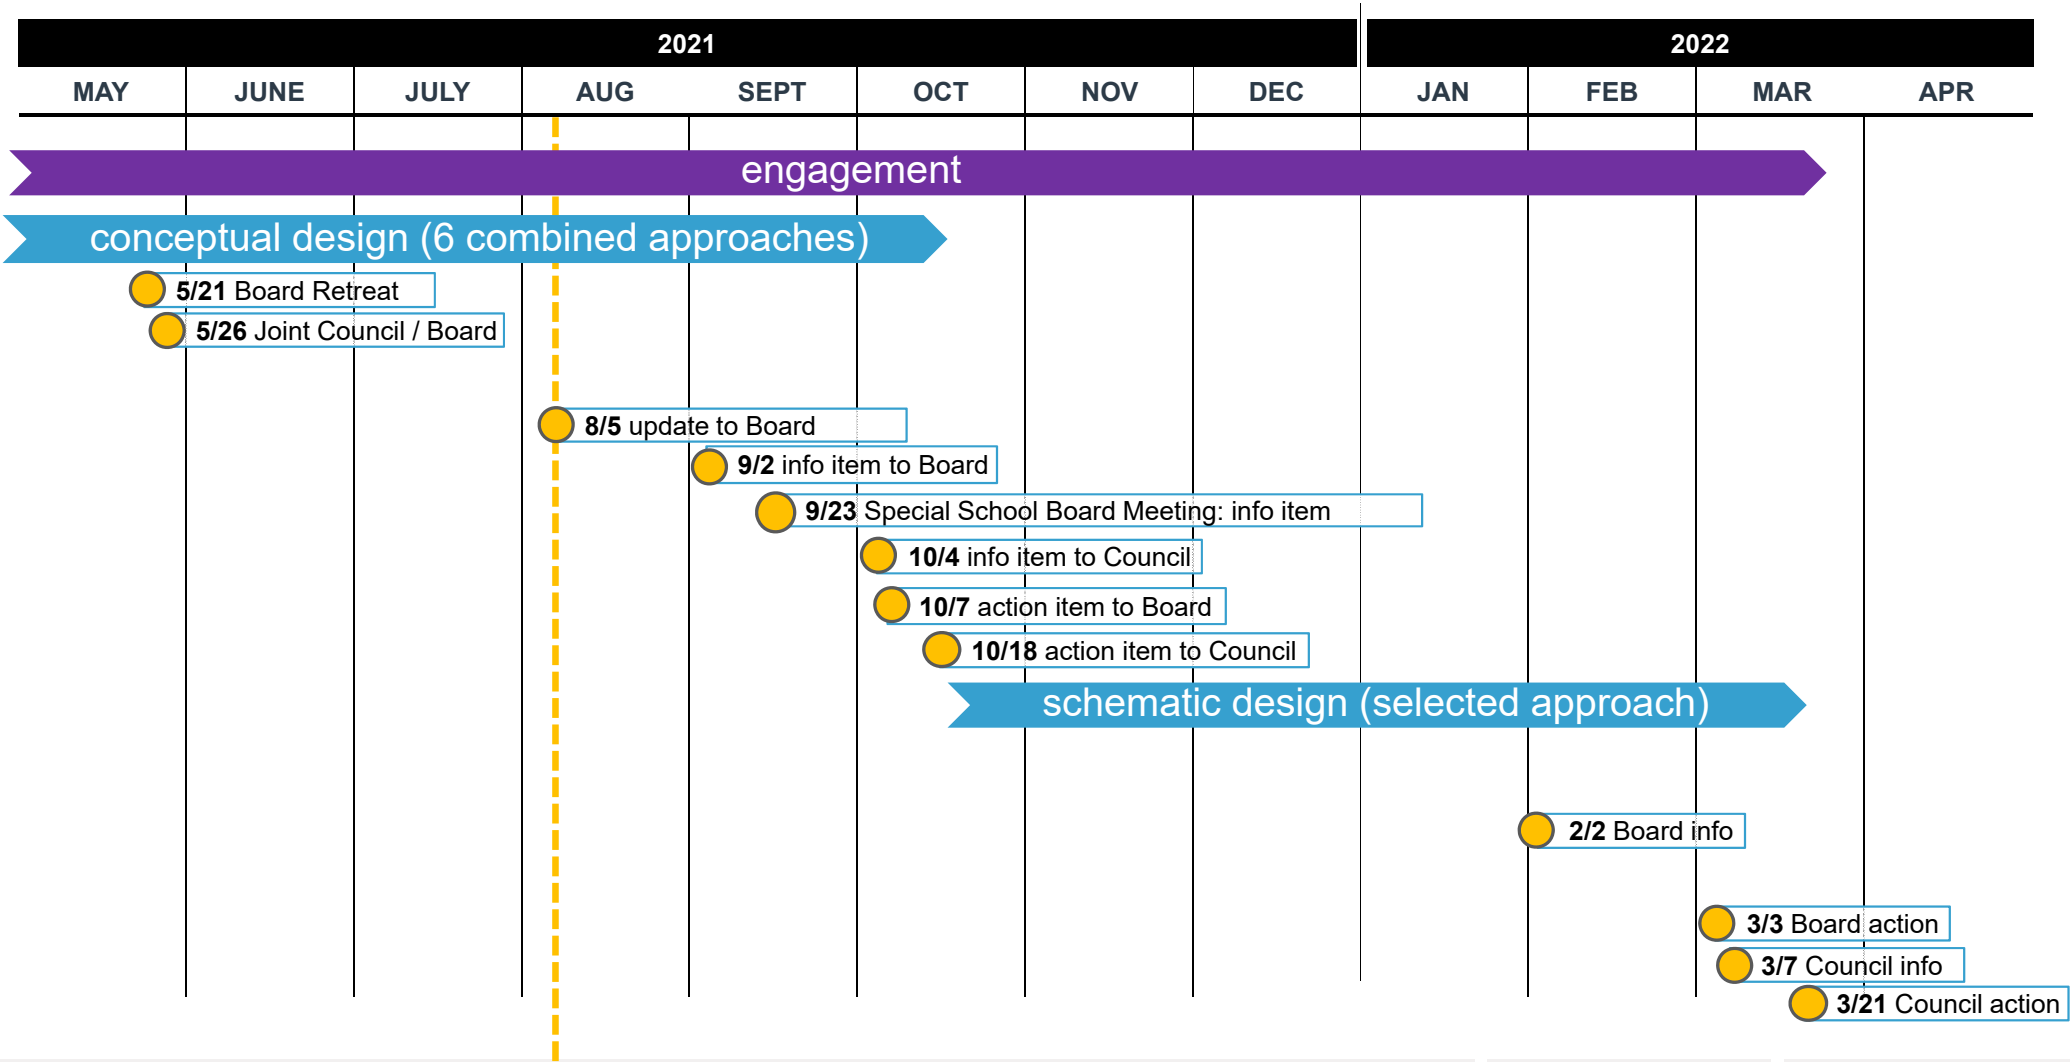 2021 2022
MAY JUNE JULY AUG SEPT OCT NOV DEC JAN FEB MAR APR
engagement
conceptual design (6 combined approaches)
5/21 Board Retreat
5/26 Joint Council / Board
8/5 update to Board
9/2 info item to Board
9/23 Special School Board Meeting: info item
10/4 info item to Council
10/7 action item to Board
10/18 action item to Council
schematic design (selected approach)
2/2 Board info
3/3 Board action
3/7 Council info
3/21 Council action